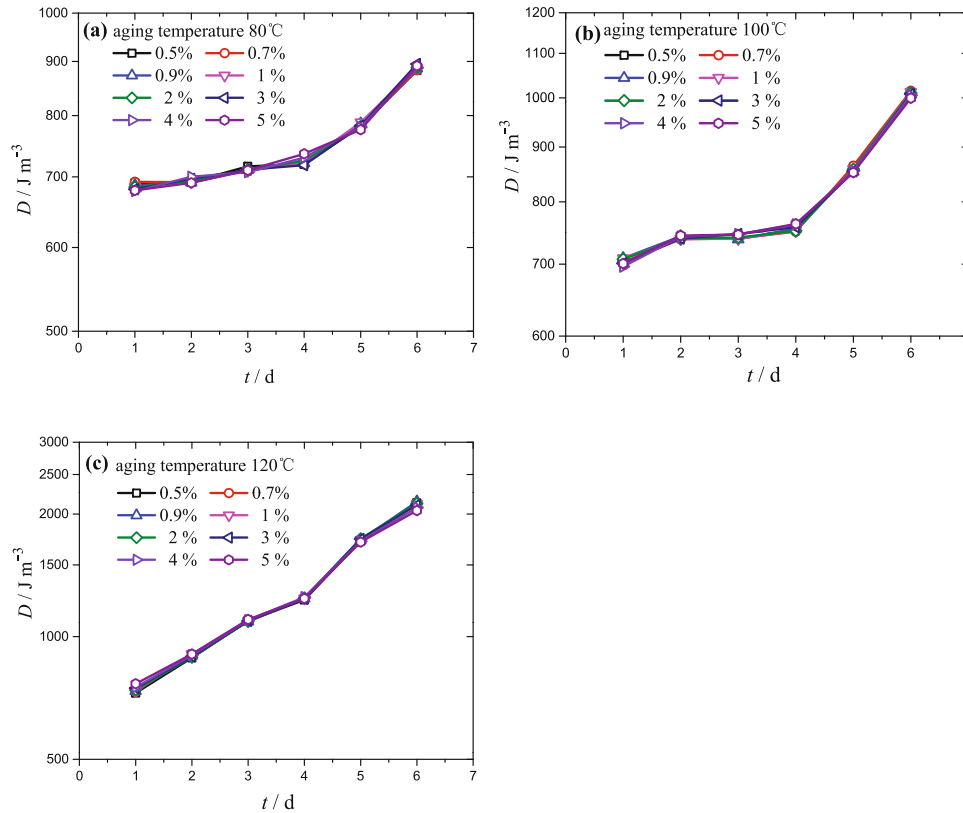 (a) aging temperature 80℃
0.5% 0.7%
0.9% 1 %
2 % 3 %
4 % 5 %
1000
900
800
700
600
500
D / J m⁻³
0 1 2 3 4 5 6 7
t / d
(b) aging temperature 100℃
0.5% 0.7%
0.9% 1 %
2 % 3 %
4 % 5 %
1200
1100
1000
900
800
700
600
D / J m⁻³
0 1 2 3 4 5 6
t / d
(c) aging temperature 120℃
0.5% 0.7%
0.9% 1 %
2 % 3 %
4 % 5 %
3000
2500
2000
1500
1000
500
D / J m⁻³
0 1 2 3 4 5 6 7
t / d